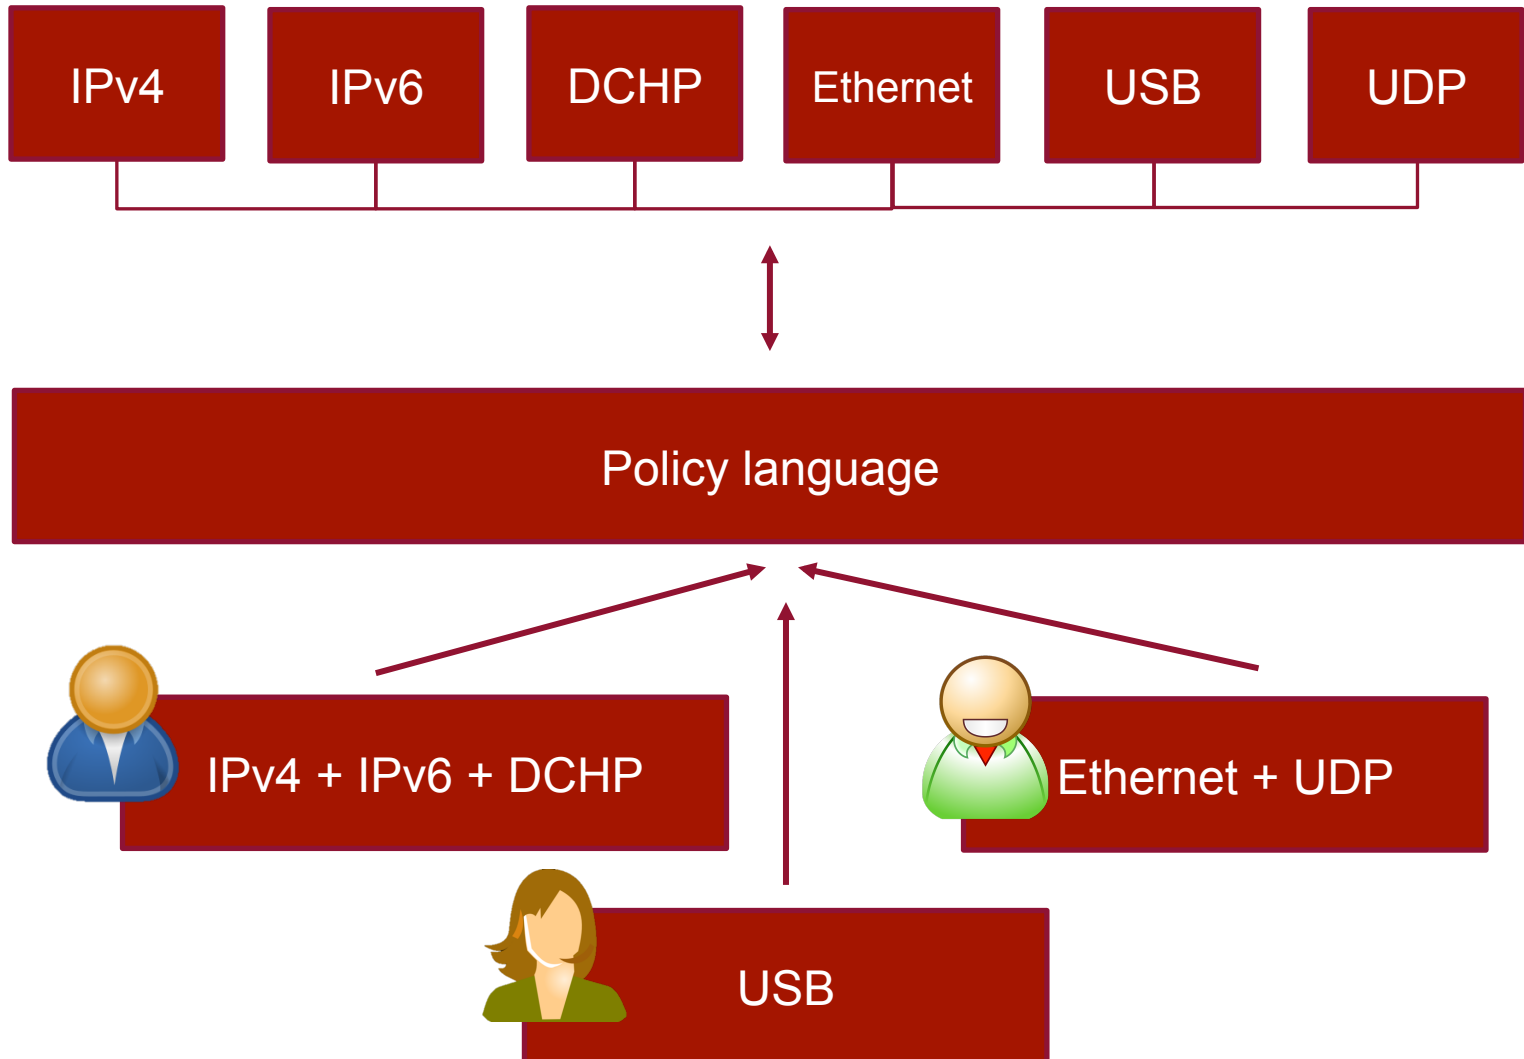 IPv4
IPv6
DCHP
Ethernet
USB
UDP
Policy language
IPv4 + IPv6 + DCHP
Ethernet + UDP
USB